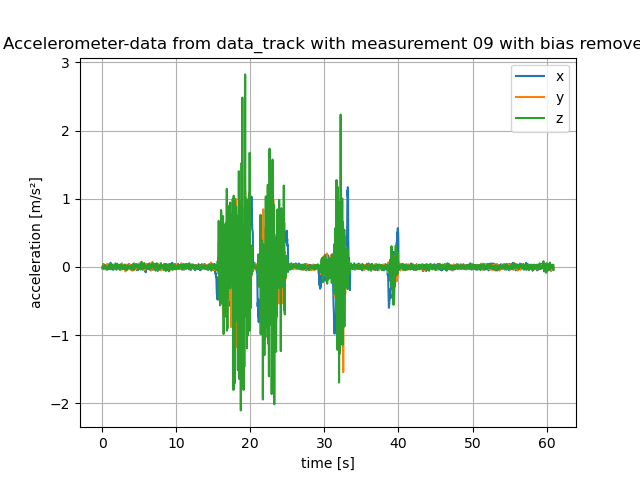 Accelerometer-data from data_track with measurement 09 with bias remove
3
2
1
0
−1
−2
acceleration [m/s²]
x
y
z
0 10 20 30 40 50 60
time [s]